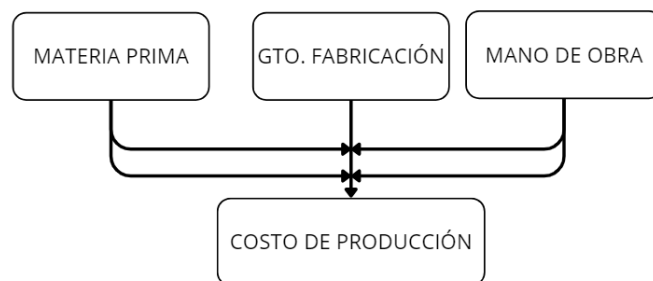 MATERIA PRIMA
GTO. FABRICACIÓN
MANO DE OBRA
COSTO DE PRODUCCIÓN